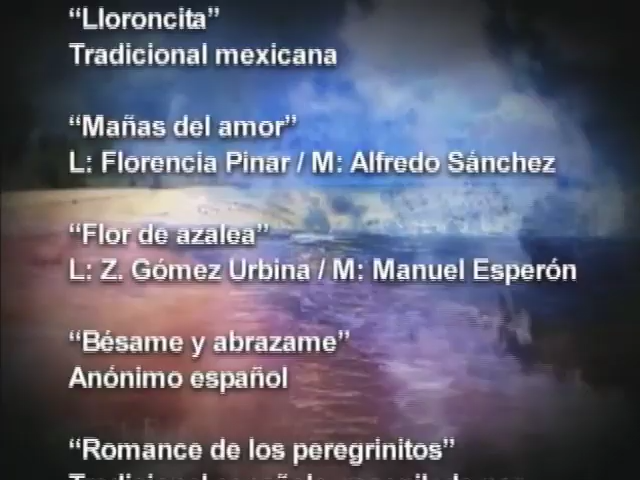 “Lloroncita”
Tradicional mexicana
“Mañas del amor”
L: Florencia Pinar / M: Alfredo Sánchez
“Flor de azalea”
L: Z. Gómez Urbina / M: Manuel Esperón
“Bésame y abrazame”
Anónimo español
“Romance de los peregrinitos”